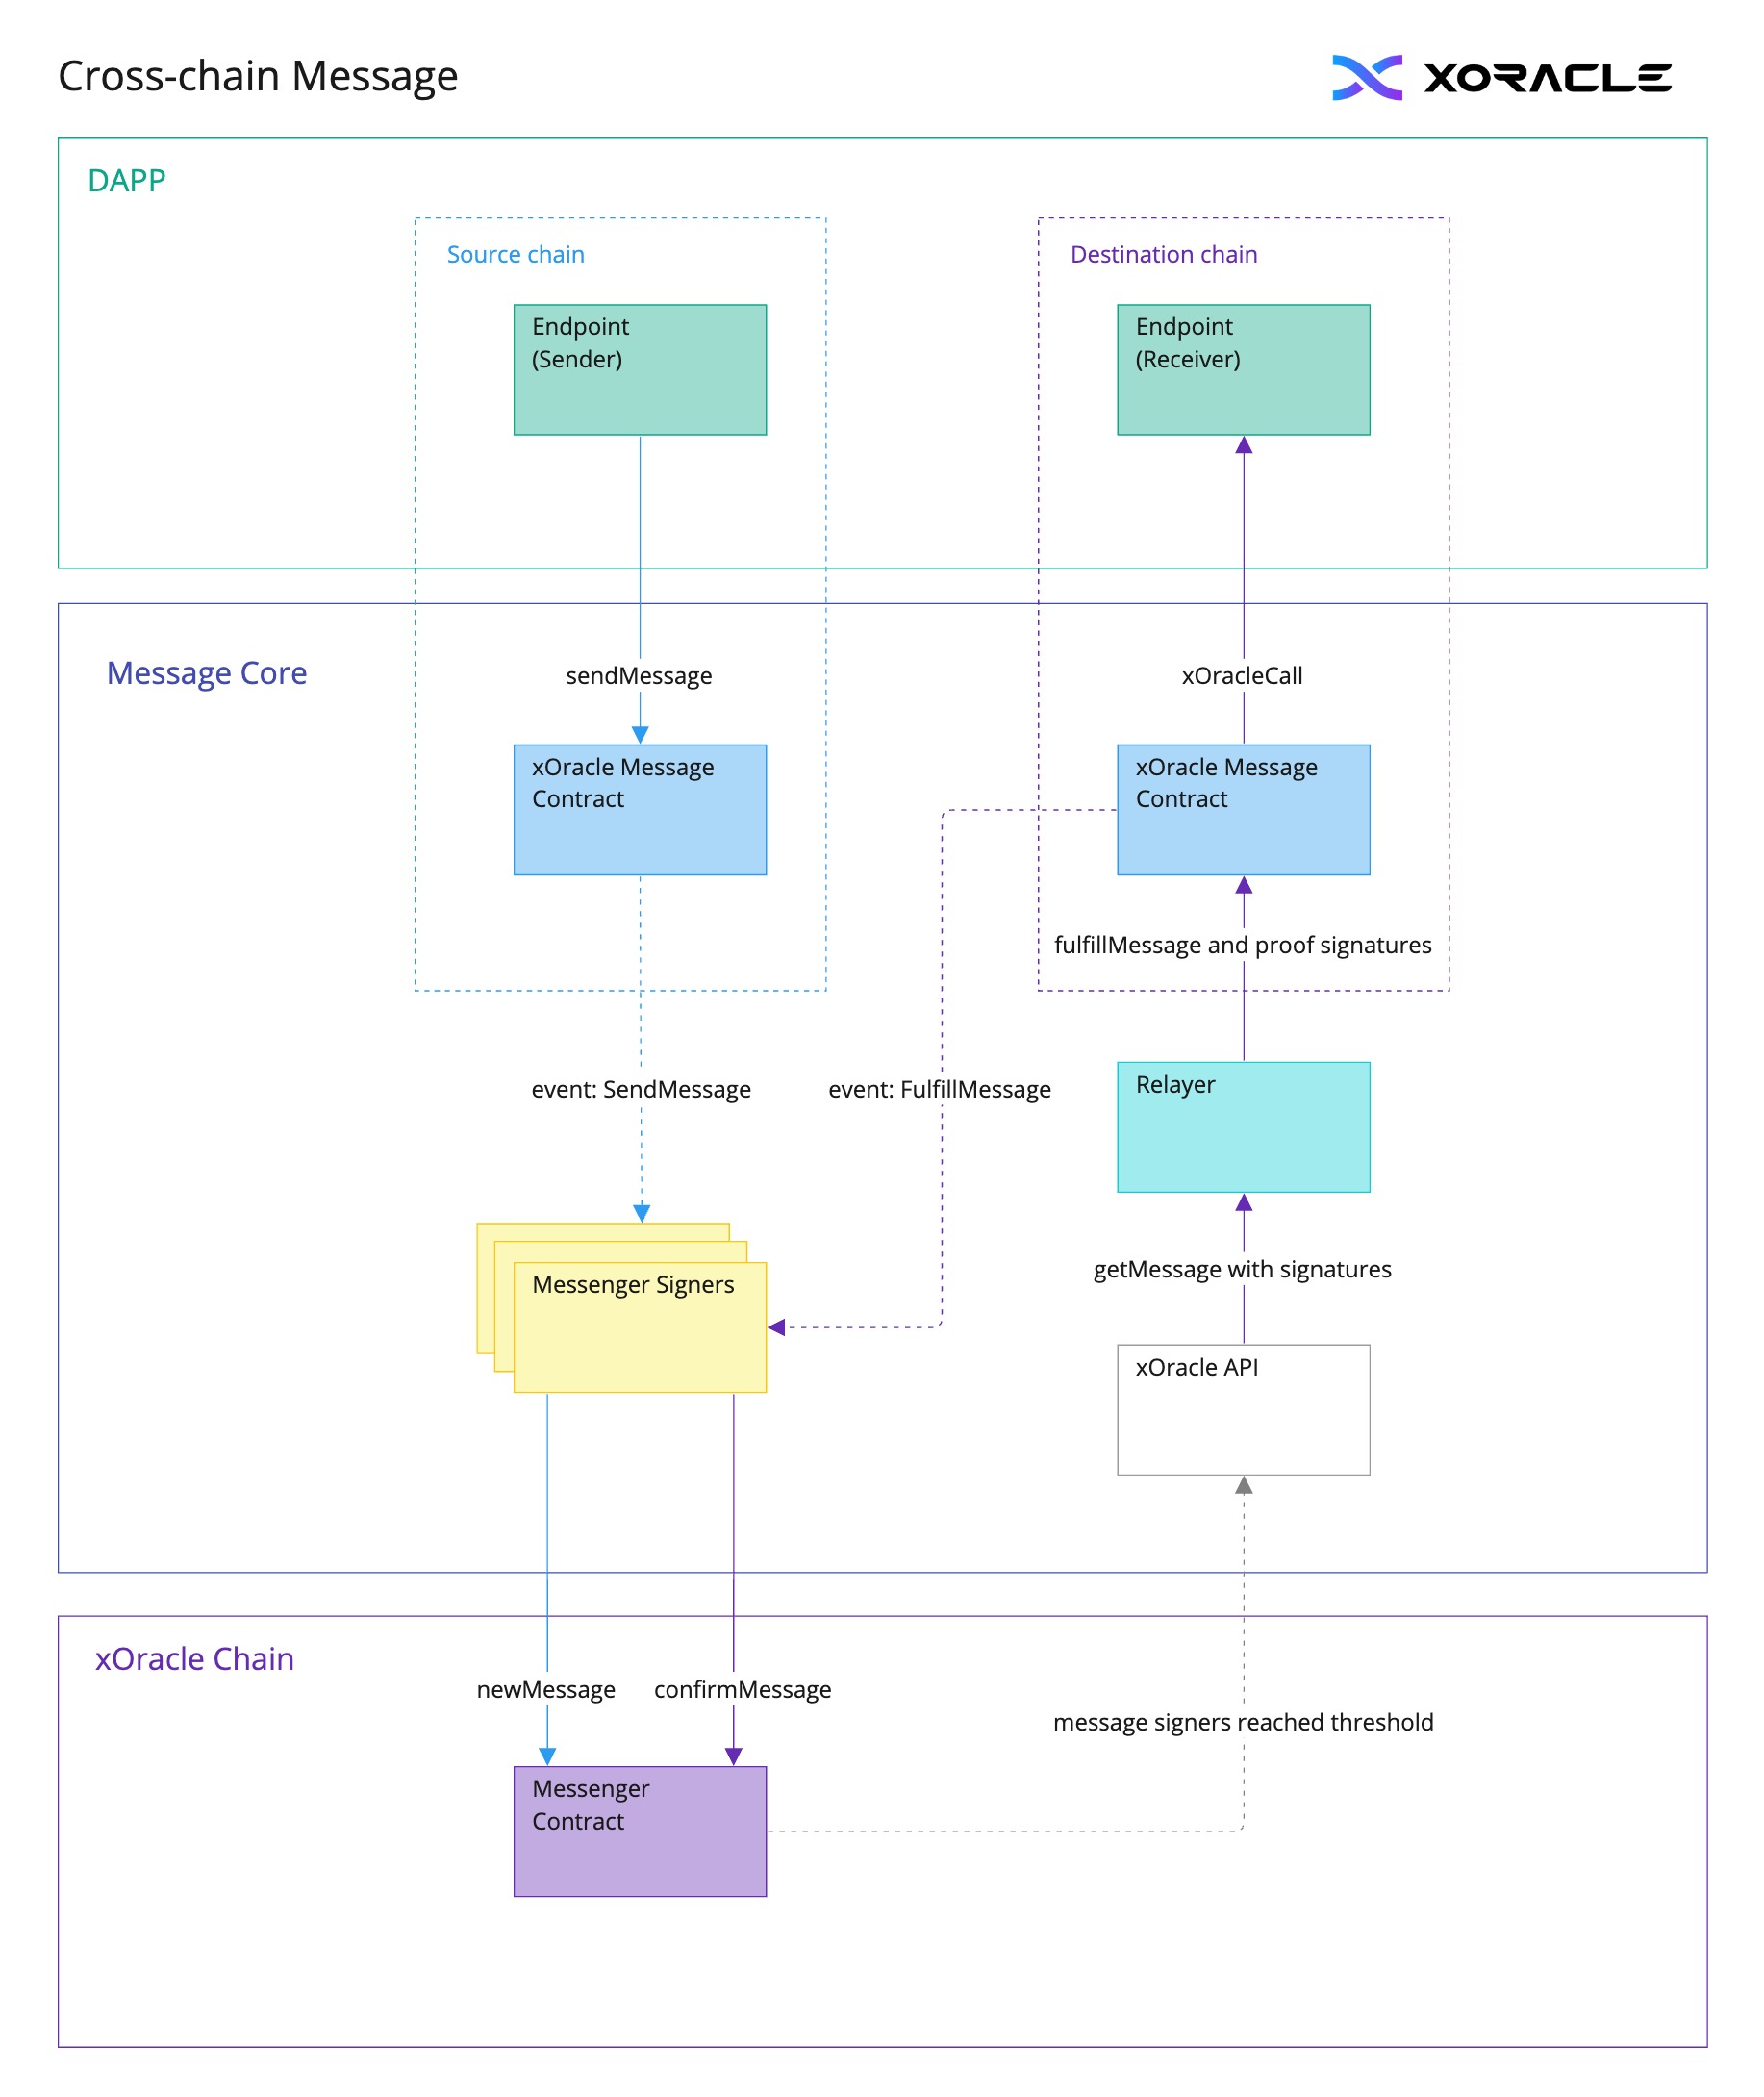 Cross-chain Message
XORACLE
DAPP
Source chain
Destination chain
Endpoint
(Sender)
Endpoint
(Receiver)
Message Core
sendMessage
xOracleCall
xOracle Message
Contract
xOracle Message
Contract
fulfillMessage and proof signatures
event: SendMessage
event: FulfillMessage
Relayer
Messenger Signers
getMessage with signatures
xOracle API
xOracle Chain
newMessage
confirmMessage
message signers reached threshold
Messenger
Contract